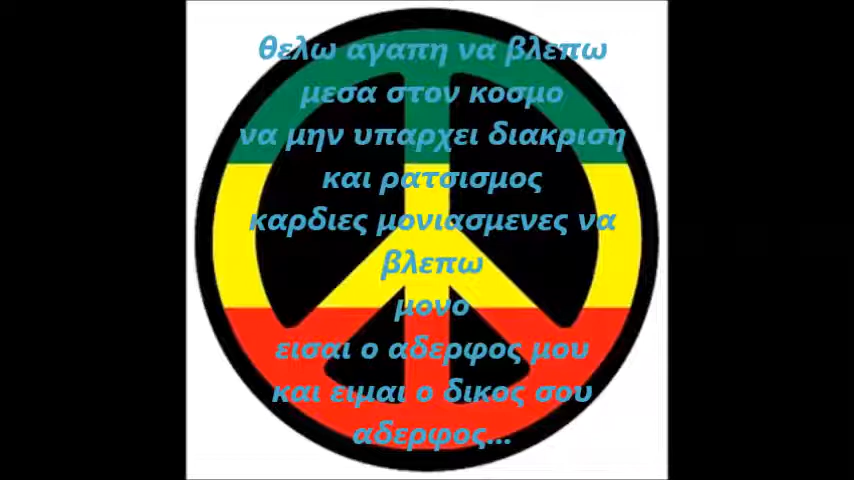 θελω αγαπη να βλεπω
μεσα στον κοσμο
να μην υπαρχει διακριση
και ρατσισμος
καρδιες μονιασμενες να
βλεπω
μονο
εισαι ο αδερφος μου
και ειμαι ο δικος σου
αδερφος...